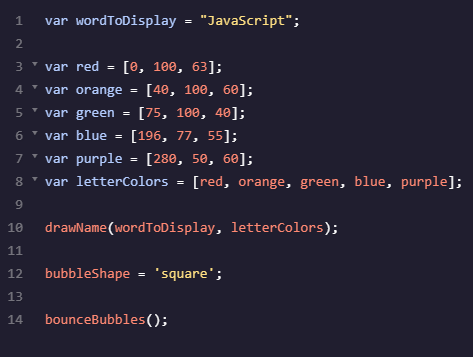 1 var wordToDisplay = "JavaScript";
2
3 var red = [0, 100, 63];
4 var orange = [40, 100, 60];
5 var green = [75, 100, 40];
6 var blue = [196, 77, 55];
7 var purple = [280, 50, 60];
8 var letterColors = [red, orange, green, blue, purple];
9
10 drawName(wordToDisplay, letterColors);
11
12 bubbleShape = 'square';
13
14 bounceBubbles();